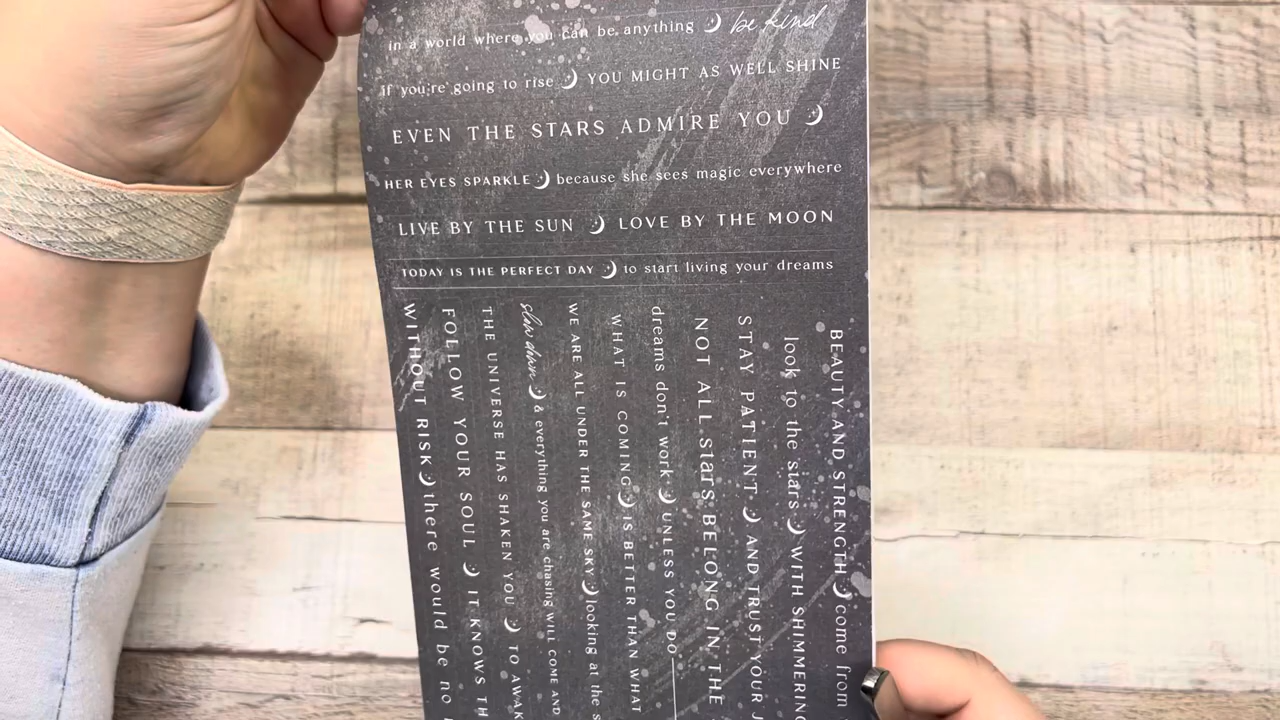 in a world where you can be anything be kind
if you're going to rise YOU MIGHT AS WELL SHINE
EVEN THE STARS ADMIRE YOU
HER EYES SPARKLE because she sees magic everywhere
LIVE BY THE SUN LOVE BY THE MOON
TODAY IS THE PERFECT DAY to start living your dreams
BEAUTY AND STRENGTH come from
look to the stars WITH SHIMMERING
STAY PATIENT AND TRUST YOUR J
NOT ALL stars BELONG IN THE
dreams don't work UNLESS YOU DO
WHAT IS COMING IS BETTER THAN WHAT
WE ARE ALL UNDER THE SAME SKY looking at the s
slow down & everything you are chasing WILL COME AND
THE UNIVERSE HAS SHAKEN YOU TO AWAK
FOLLOW YOUR SOUL IT KNOWS TH
WITHOUT RISK there would be no